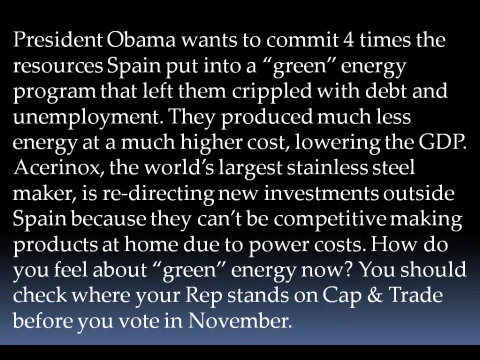 President Obama wants to commit 4 times the
resources Spain put into a “green” energy
program that left them crippled with debt and
unemployment. They produced much less
energy at a much higher cost, lowering the GDP.
Acerinox, the world’s largest stainless steel
maker, is re-directing new investments outside
Spain because they can’t be competitive making
products at home due to power costs. How do
you feel about “green” energy now? You should
check where your Rep stands on Cap & Trade
before you vote in November.